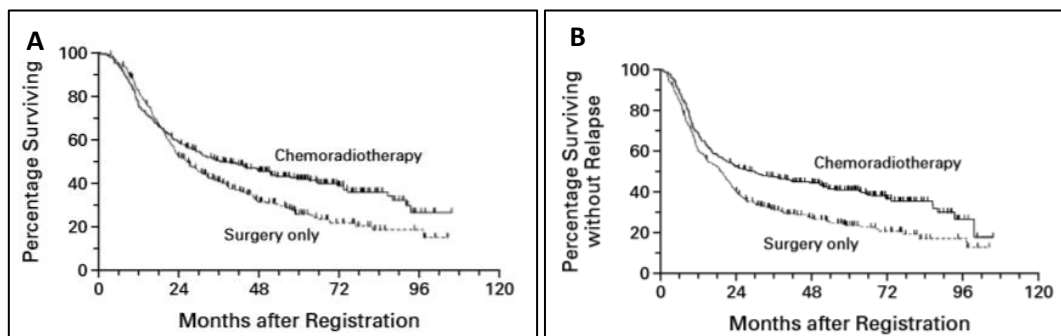 A
Percentage Surviving
100
80
60
40
20
0
Chemoradiotherapy
Surgery only
0 24 48 72 96 120
Months after Registration
B
Percentage Surviving
without Relapse
100
80
60
40
20
0
Chemoradiotherapy
Surgery only
0 24 48 72 96 120
Months after Registration